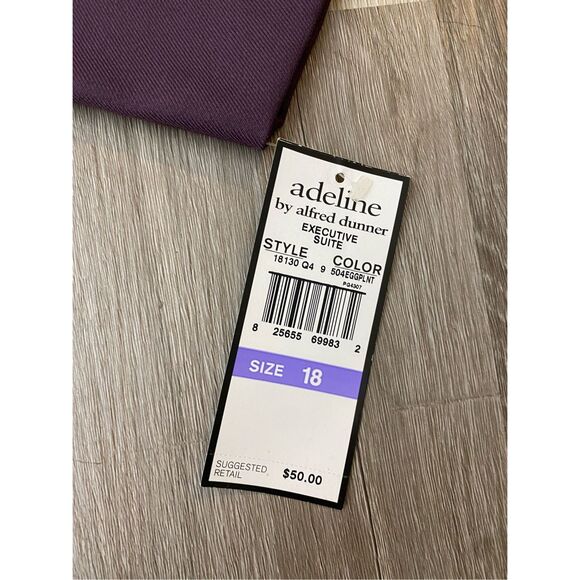 adeline
by alfred dunner
EXECUTIVE
SUITE
STYLE COLOR
18130 Q4 9 504EGGPLNT
PG4307
8 25655 69983 2
SIZE 18
SUGGESTED
RETAIL $50.00